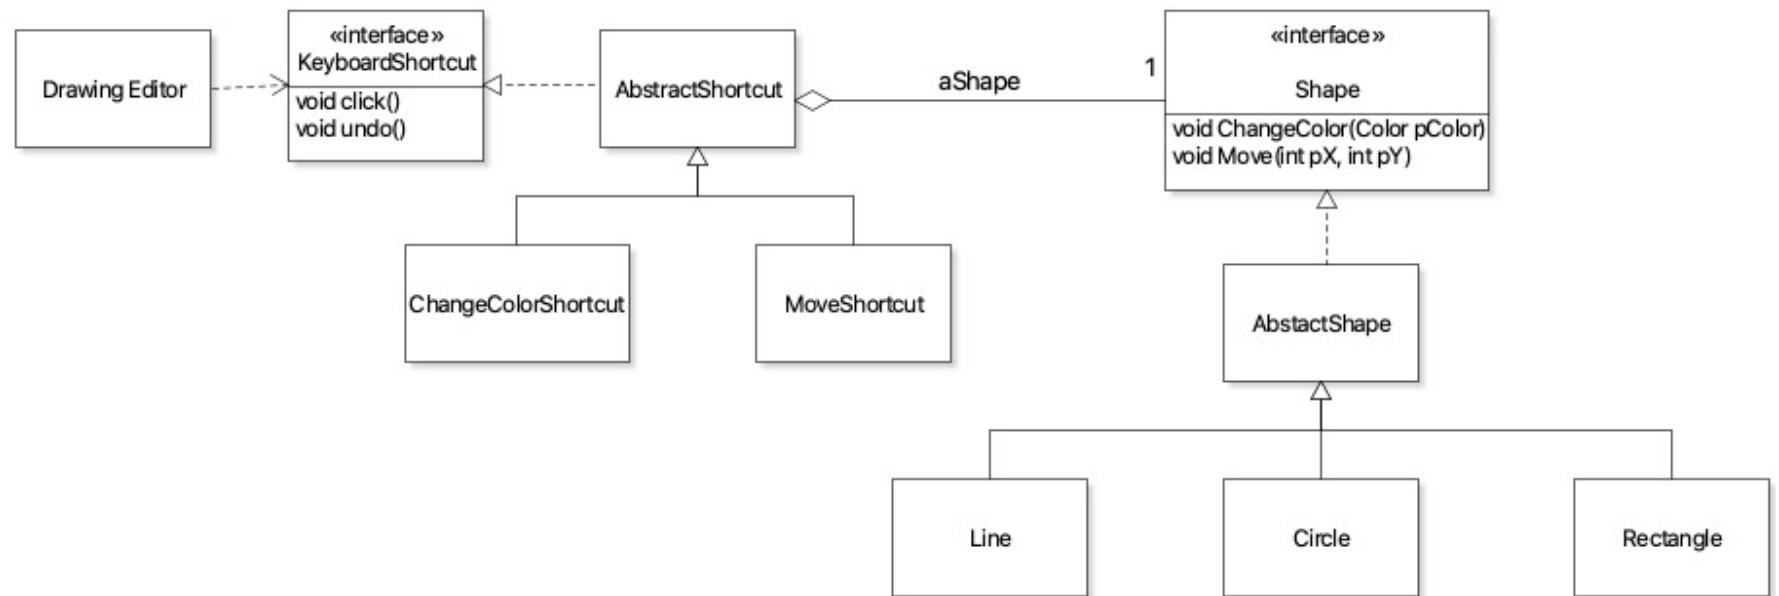 Drawing Editor
«interface»
KeyboardShortcut
void click()
void undo()
AbstractShortcut
aShape
1
«interface»
Shape
void ChangeColor(Color pColor)
void Move(int pX, int pY)
ChangeColorShortcut
MoveShortcut
AbstactShape
Line
Circle
Rectangle